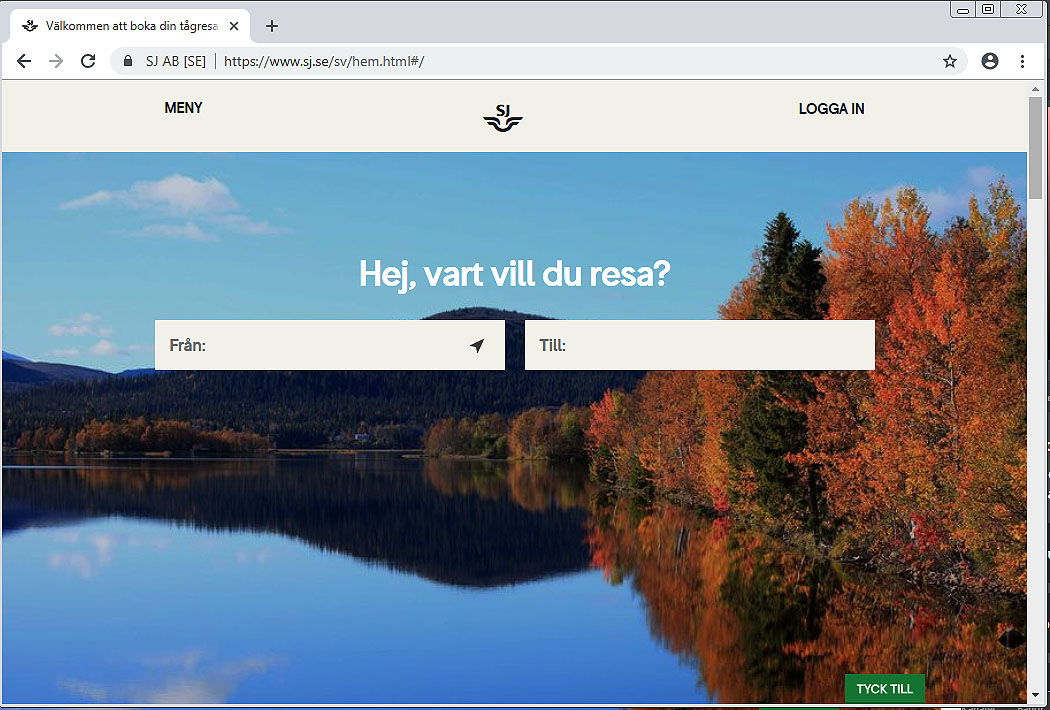 Välkommen att boka din tågresa
SJ AB [SE] https://www.sj.se/sv/hem.html#/
MENY
SJ
LOGGA IN
Hej, vart vill du resa?
Från:
Till:
TYCK TILL